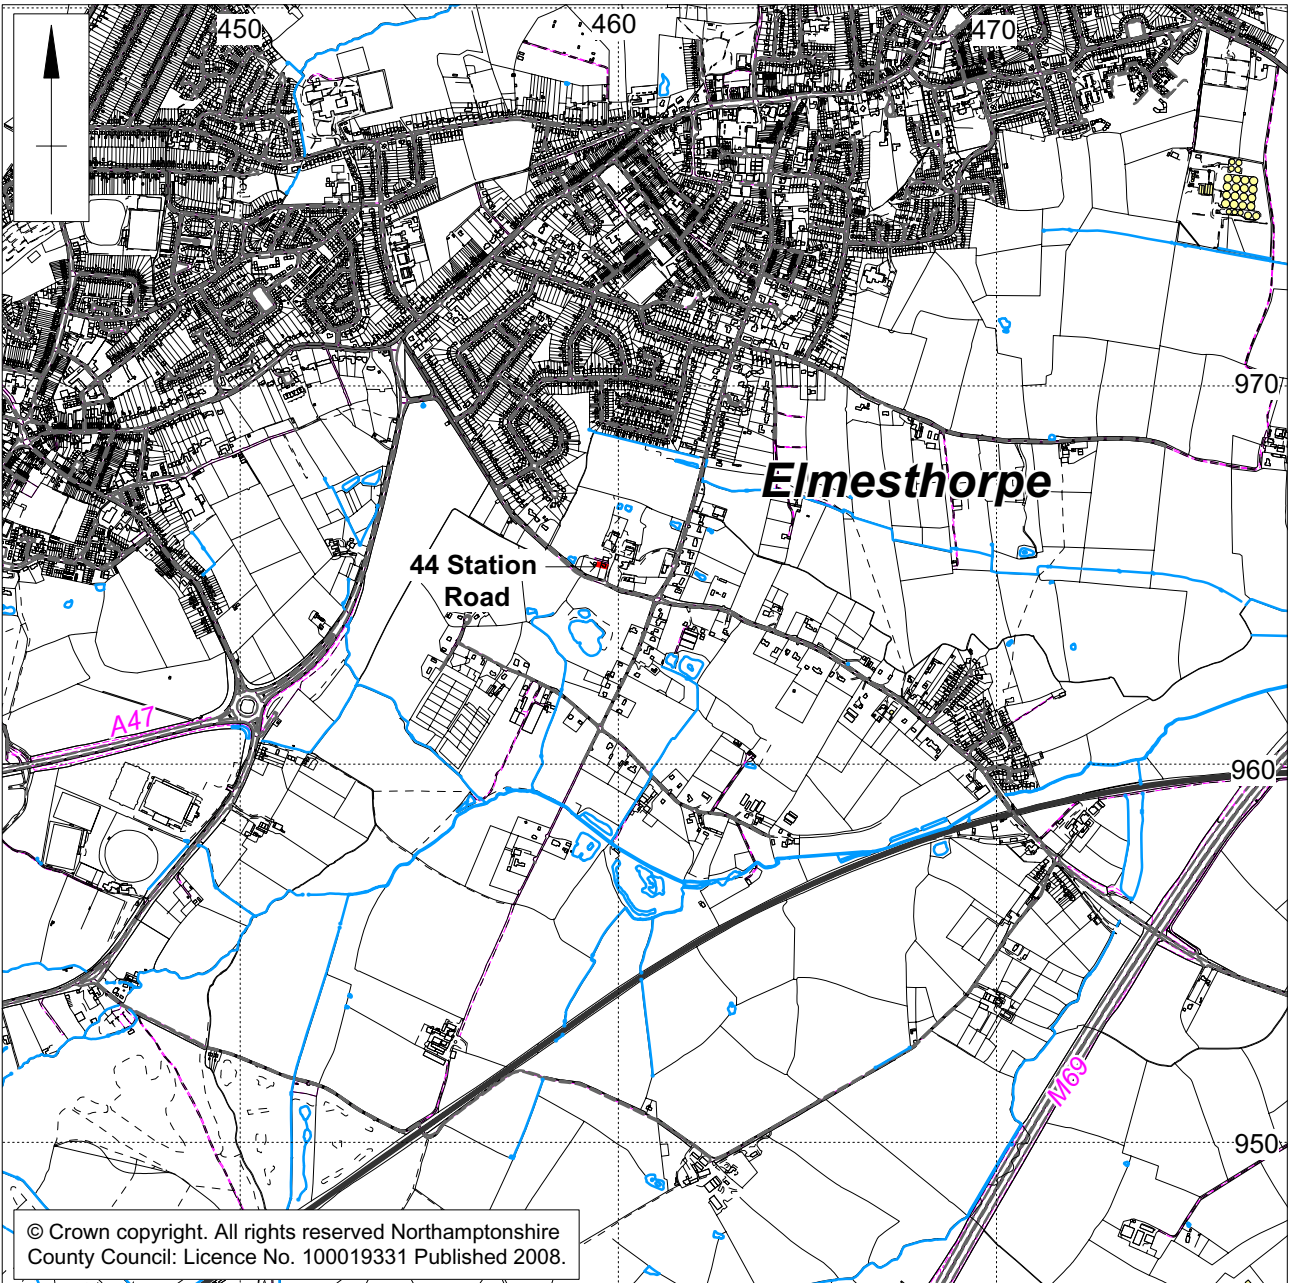 450
460
470
970
Elmesthorpe
44 Station
Road
A47
960
M69
950
© Crown copyright. All rights reserved Northamptonshire
County Council: Licence No. 100019331 Published 2008.